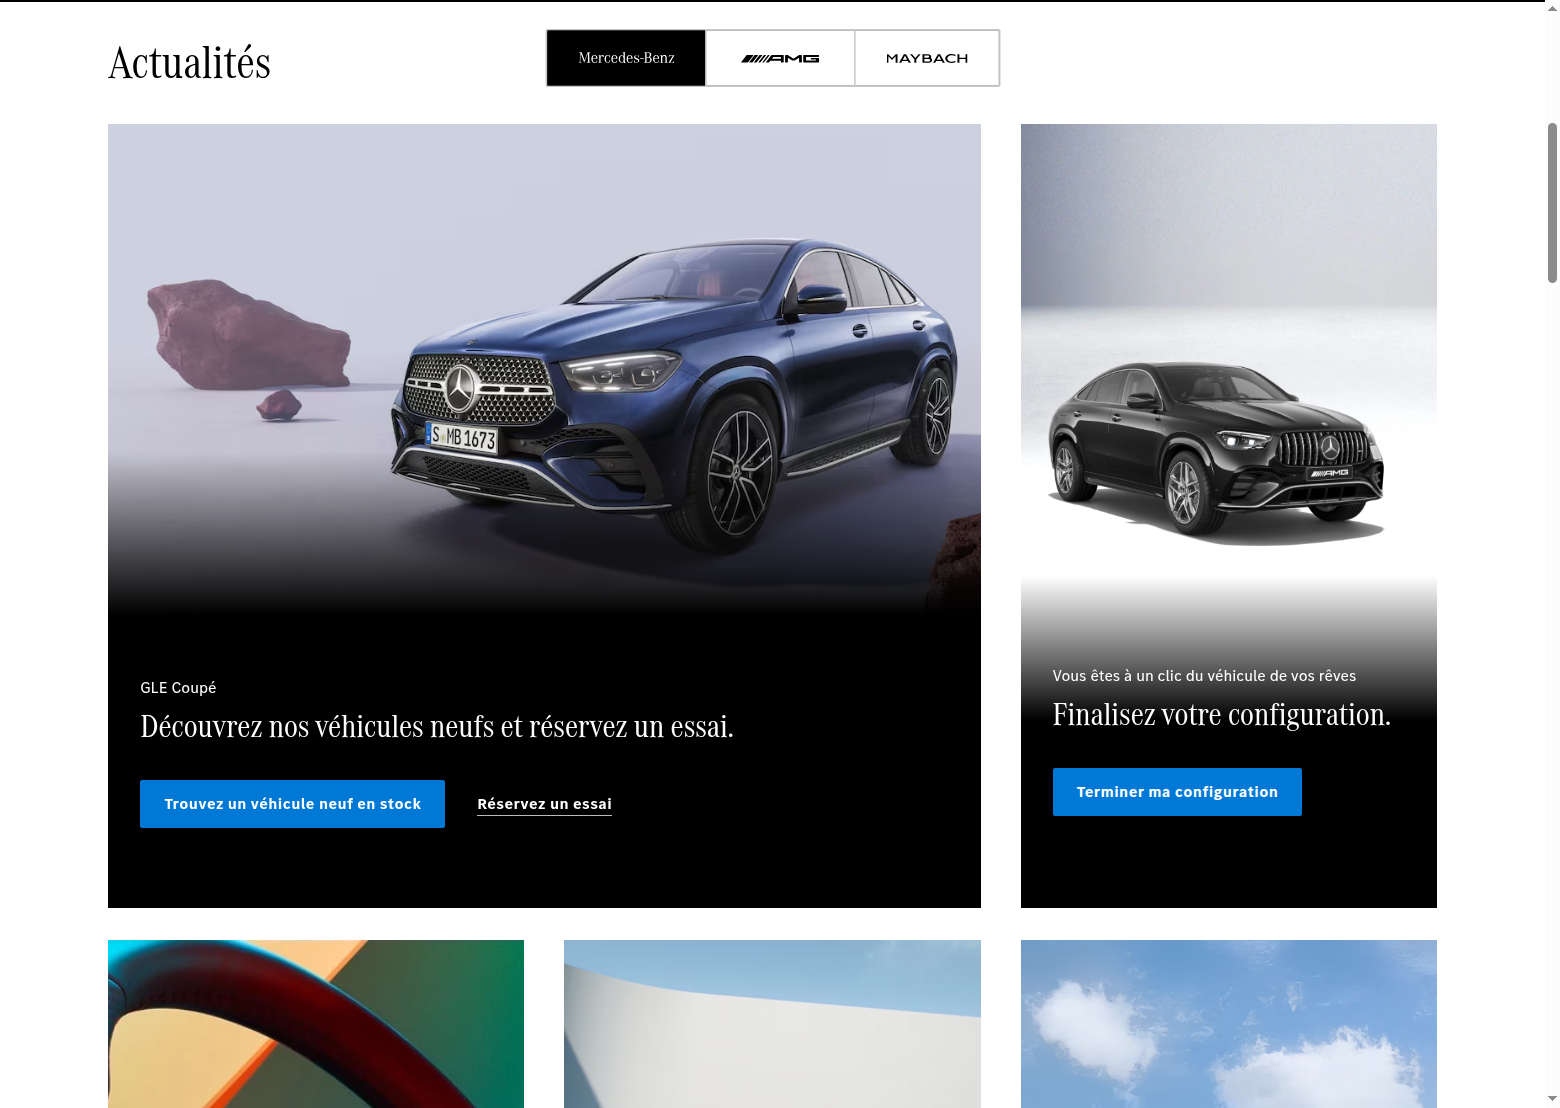 Actualités
Mercedes-Benz
AMG
MAYBACH
S MB 1673
AMG
GLE Coupé
Découvrez nos véhicules neufs et réservez un essai.
Trouvez un véhicule neuf en stock
Réservez un essai
Vous êtes à un clic du véhicule de vos rêves
Finalisez votre configuration.
Terminer ma configuration